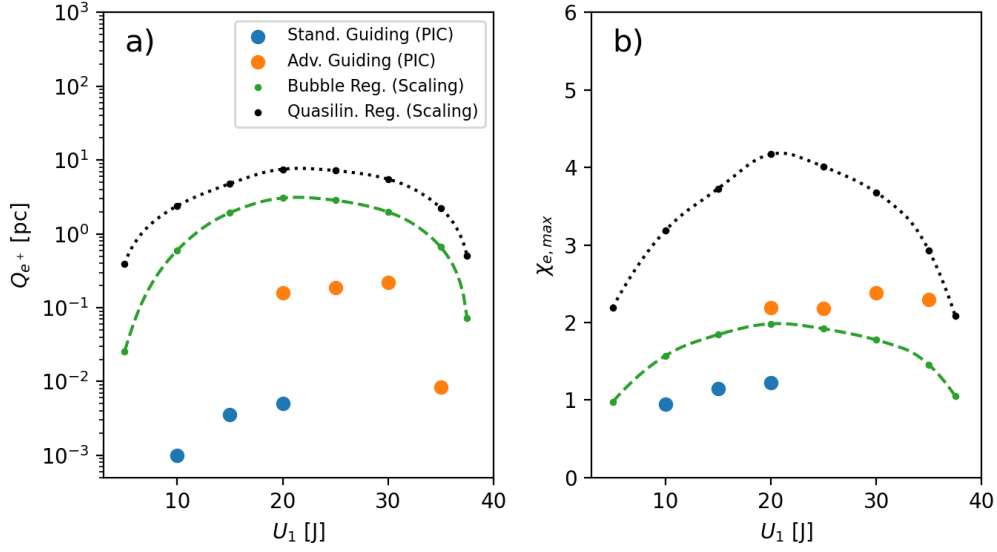 a)
Stand. Guiding (PIC)
Adv. Guiding (PIC)
Bubble Reg. (Scaling)
Quasilin. Reg. (Scaling)
10³
10²
10¹
10⁰
10⁻¹
10⁻²
10⁻³
Qₑ⁺ [pc]
10 20 30 40
U₁ [J]
b)
6
5
4
3
2
1
0
χₑ,ₘₐₓ
10 20 30 40
U₁ [J]